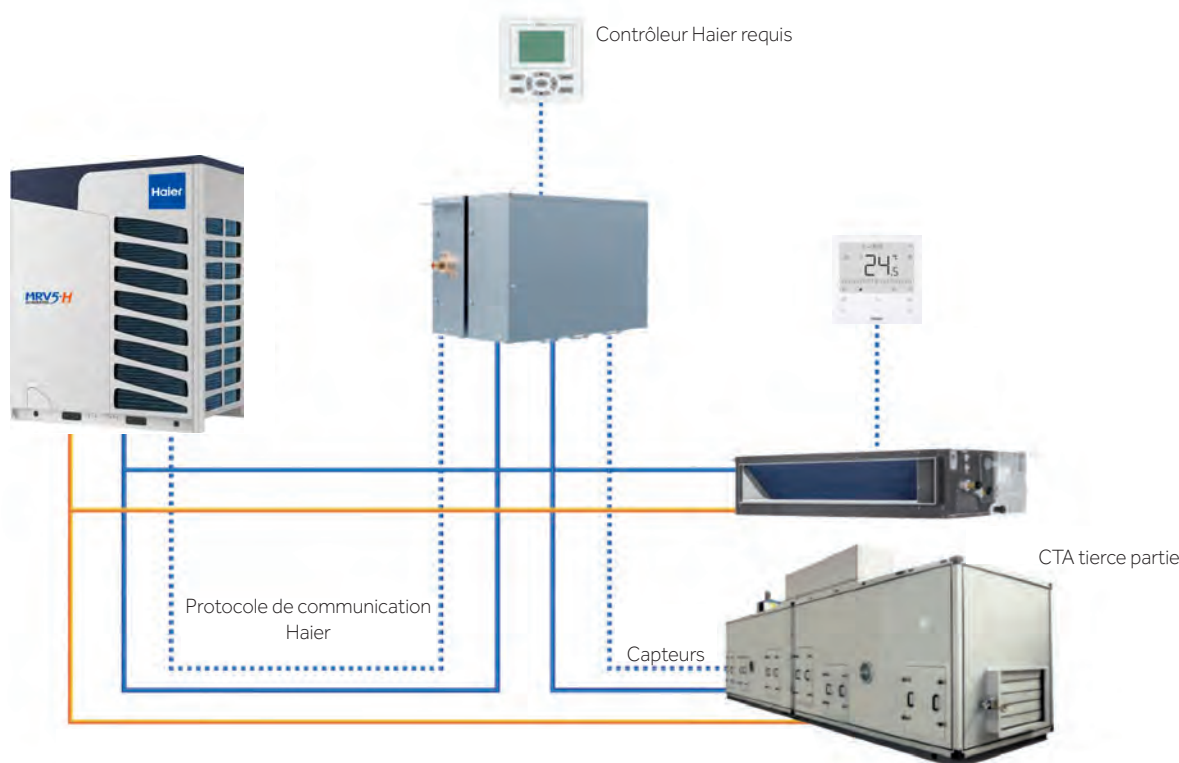 Contrôleur Haier requis
Haier
MRV5-H
24.5
CTA tierce partie
Protocole de communication
Haier
Capteurs